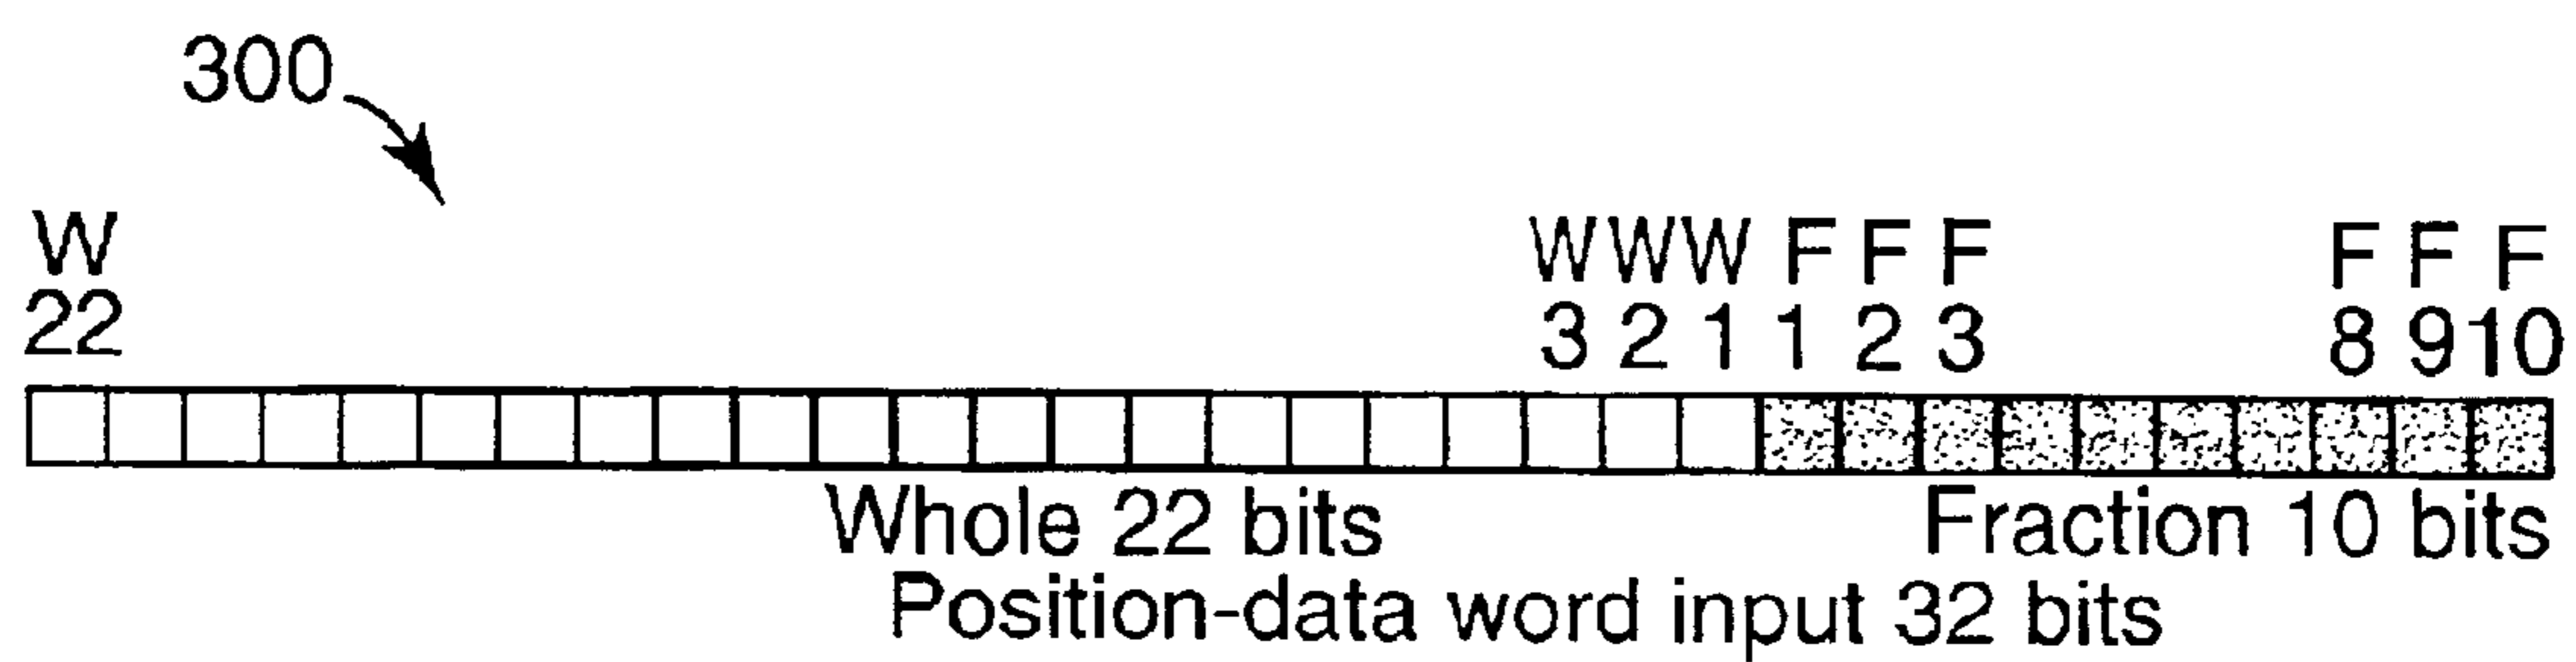 300
W W W W F F F F F F
22 3 2 1 1 2 3 8 9 10
Whole 22 bits Fraction 10 bits
Position-data word input 32 bits